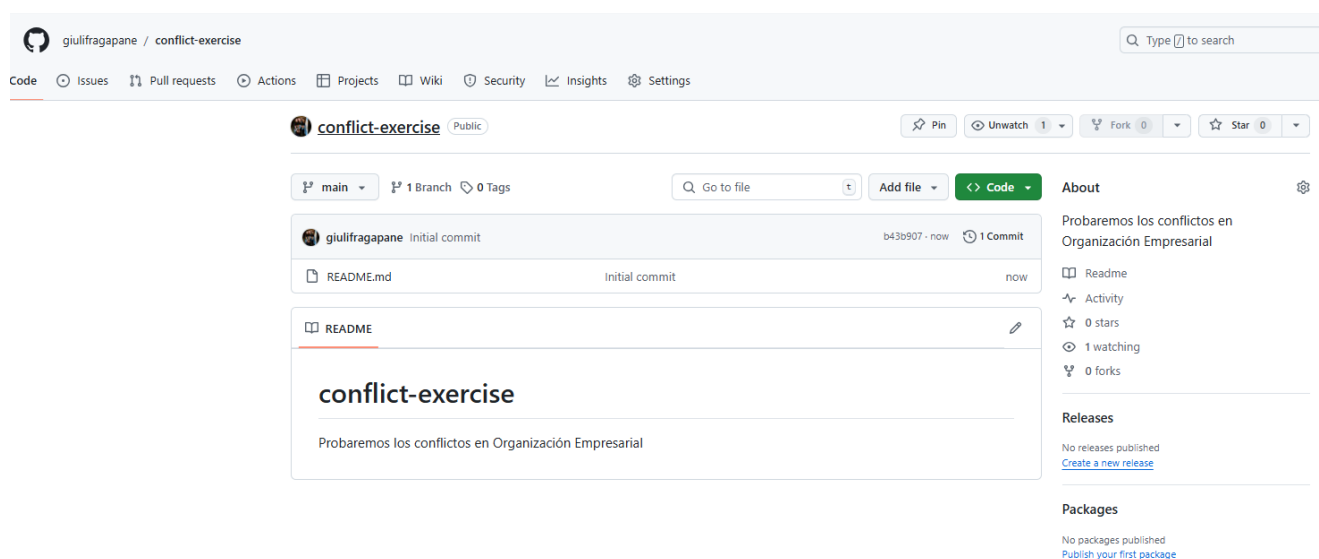 giulifragapane / conflict-exercise
Type / to search
Code Issues Pull requests Actions Projects Wiki Security Insights Settings
conflict-exercise Public
Pin Unwatch 1 Fork 0 Star 0
main 1 Branch 0 Tags
Go to file t Add file Code
giulifragapane Initial commit b43b907 · now 1 Commit
README.md Initial commit now
README
conflict-exercise
Probaremos los conflictos en Organización Empresarial
About
Probaremos los conflictos en
Organización Empresarial
Readme
Activity
0 stars
1 watching
0 forks
Releases
No releases published
Create a new release
Packages
No packages published
Publish your first package